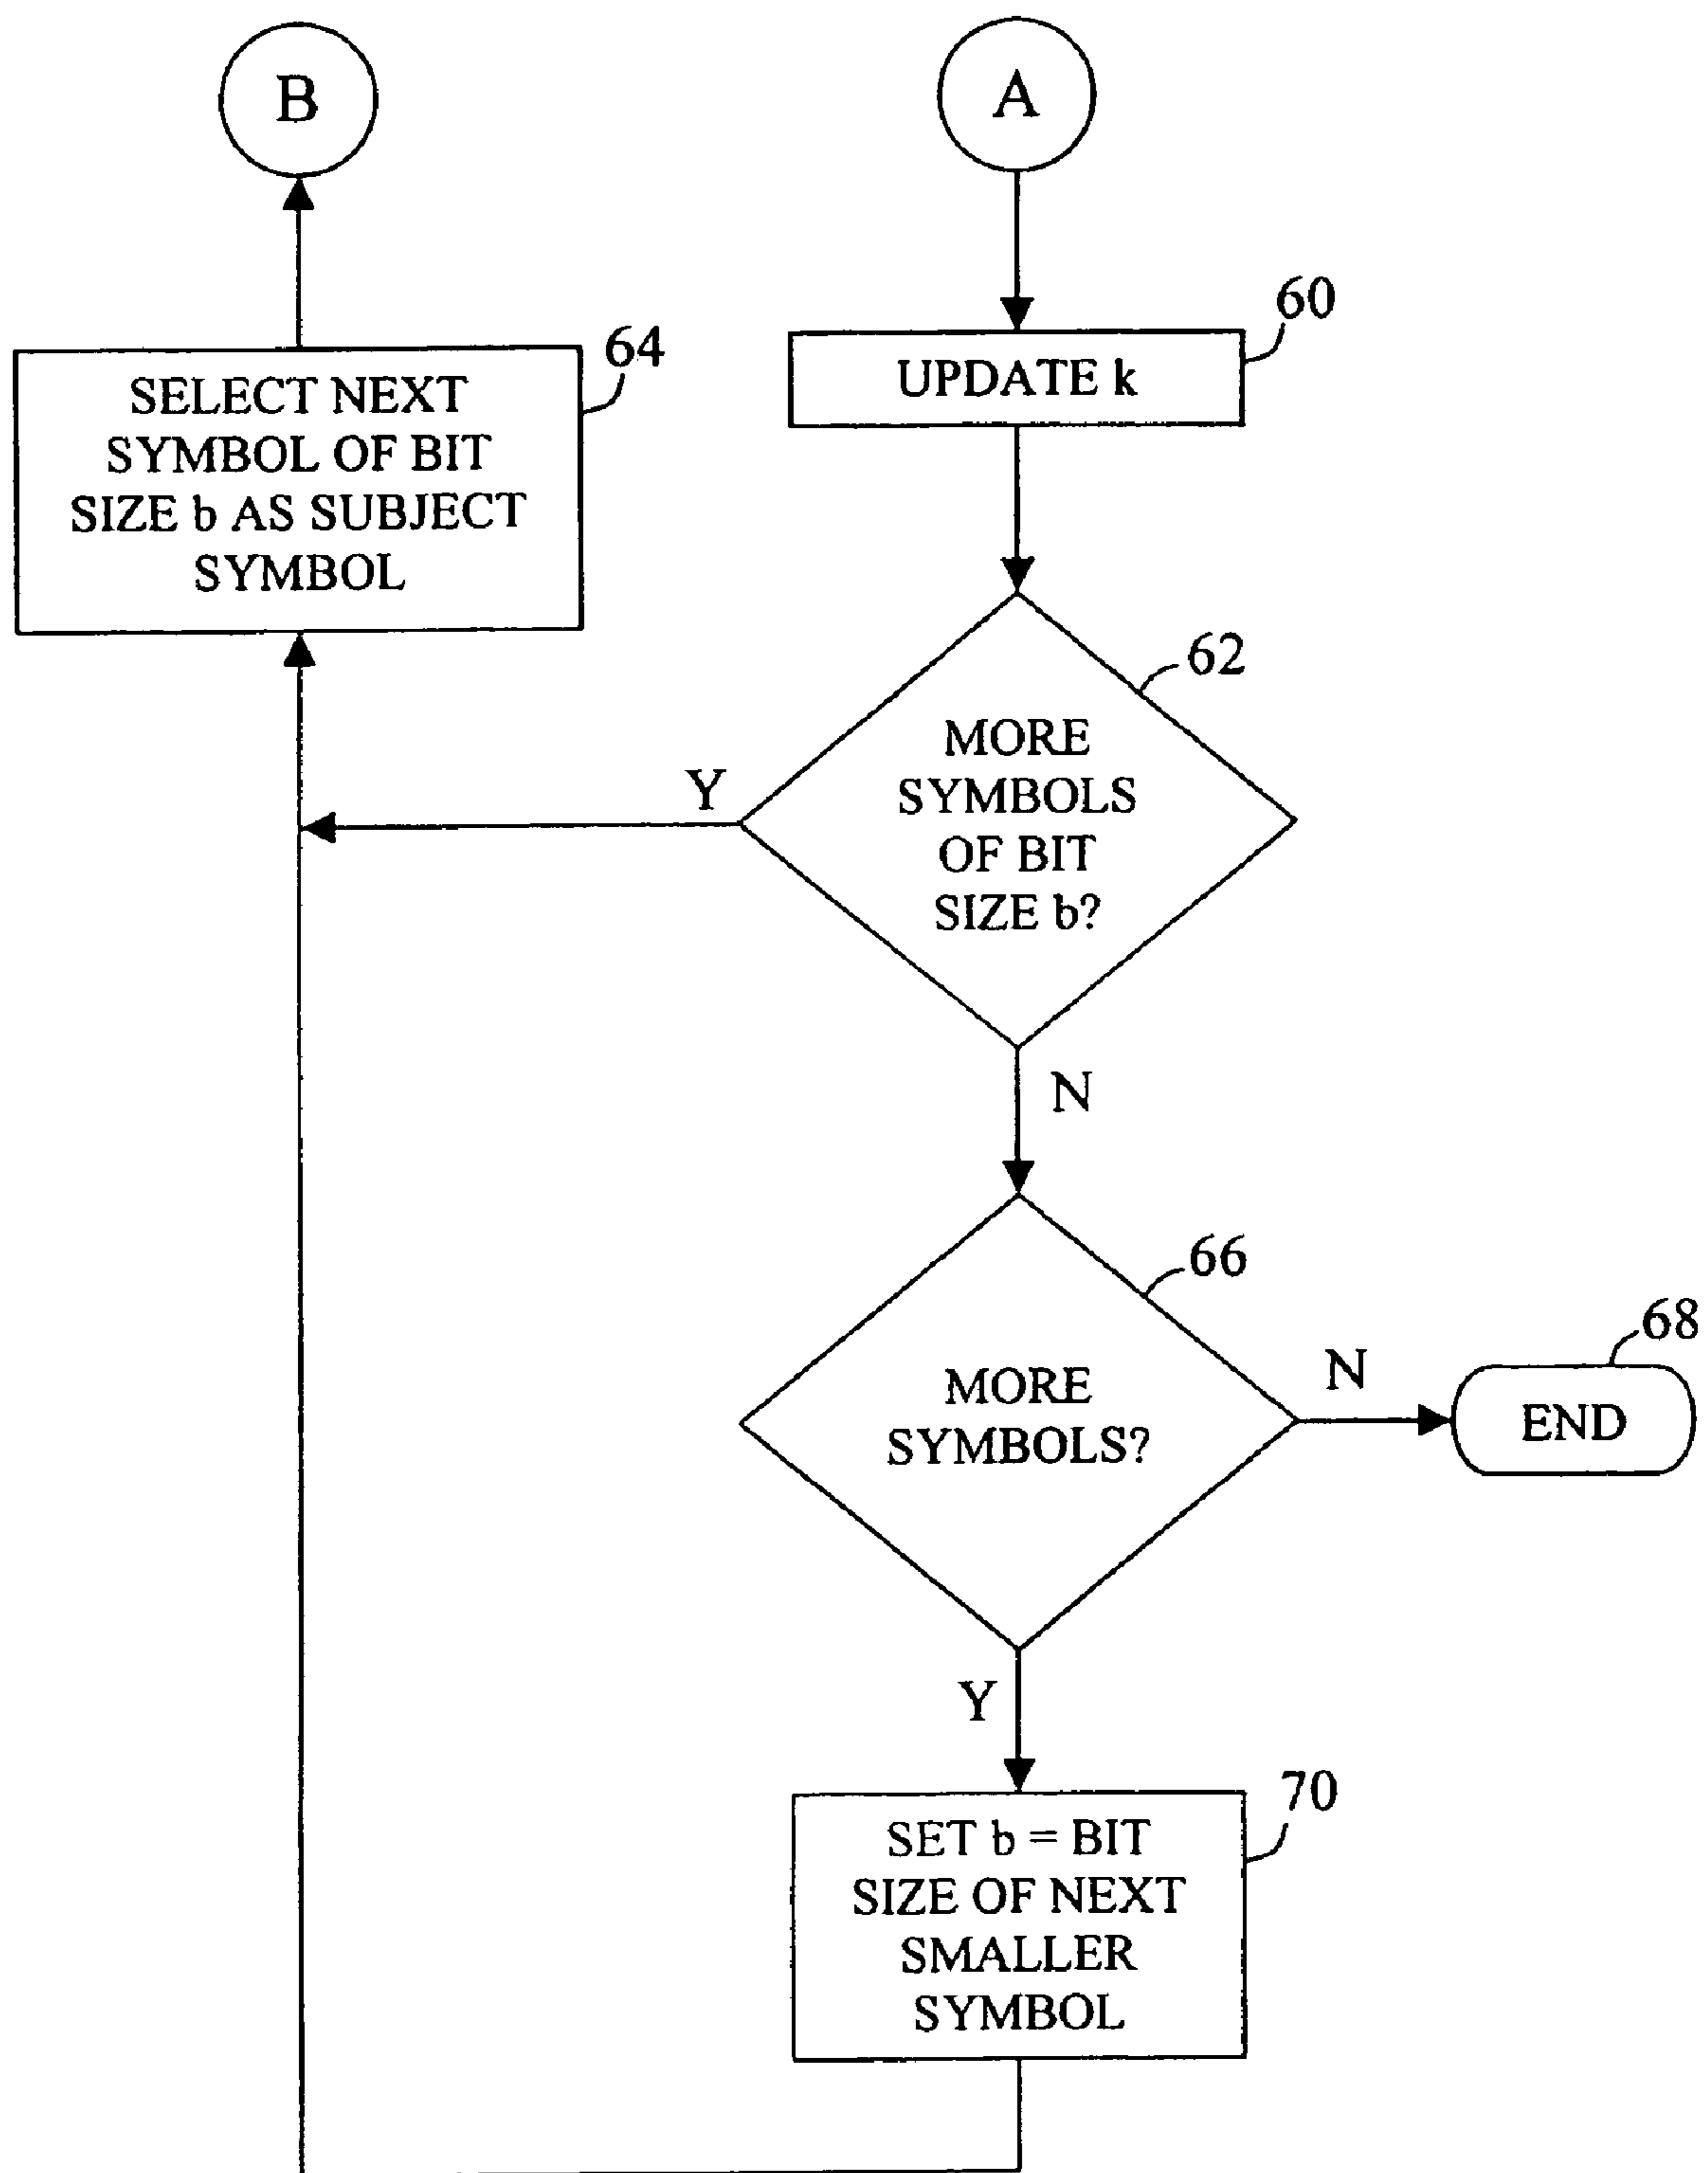 B
A
60
UPDATE k
64
SELECT NEXT
SYMBOL OF BIT
SIZE b AS SUBJECT
SYMBOL
62
MORE
SYMBOLS
OF BIT
SIZE b?
Y
N
66
MORE
SYMBOLS?
N
68
END
Y
70
SET b = BIT
SIZE OF NEXT
SMALLER
SYMBOL